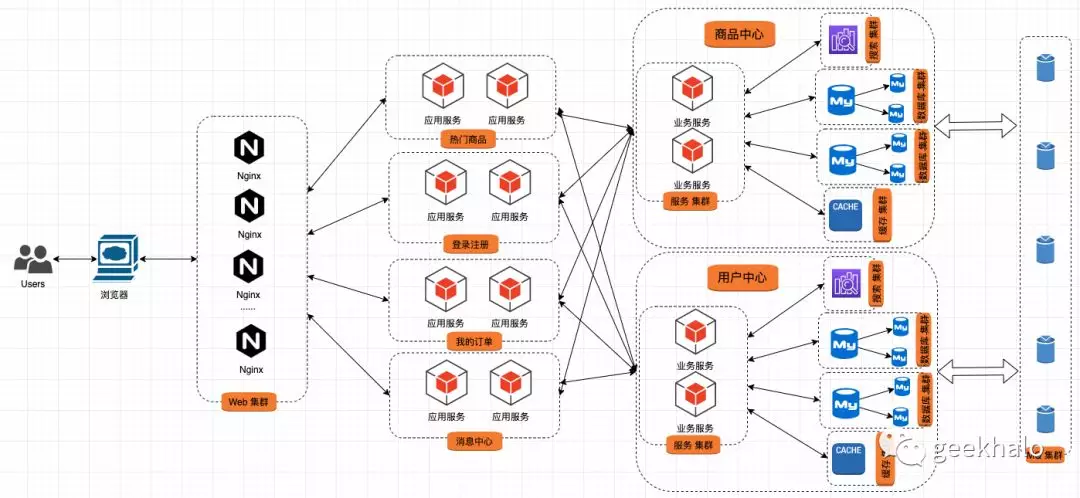 Users
浏览器
Nginx
Nginx
Nginx
......
Nginx
Web 集群
应用服务
应用服务
热门商品
应用服务
应用服务
登录注册
应用服务
应用服务
我的订单
应用服务
应用服务
消息中心
商品中心
业务服务
业务服务
服务 集群
搜索 集群
My
My
My
数据库 集群
My
My
My
数据库 集群
CACHE
缓存 集群
用户中心
业务服务
业务服务
服务 集群
搜索 集群
My
My
My
数据库 集群
My
My
My
数据库 集群
CACHE
缓存
集群
geekhalo